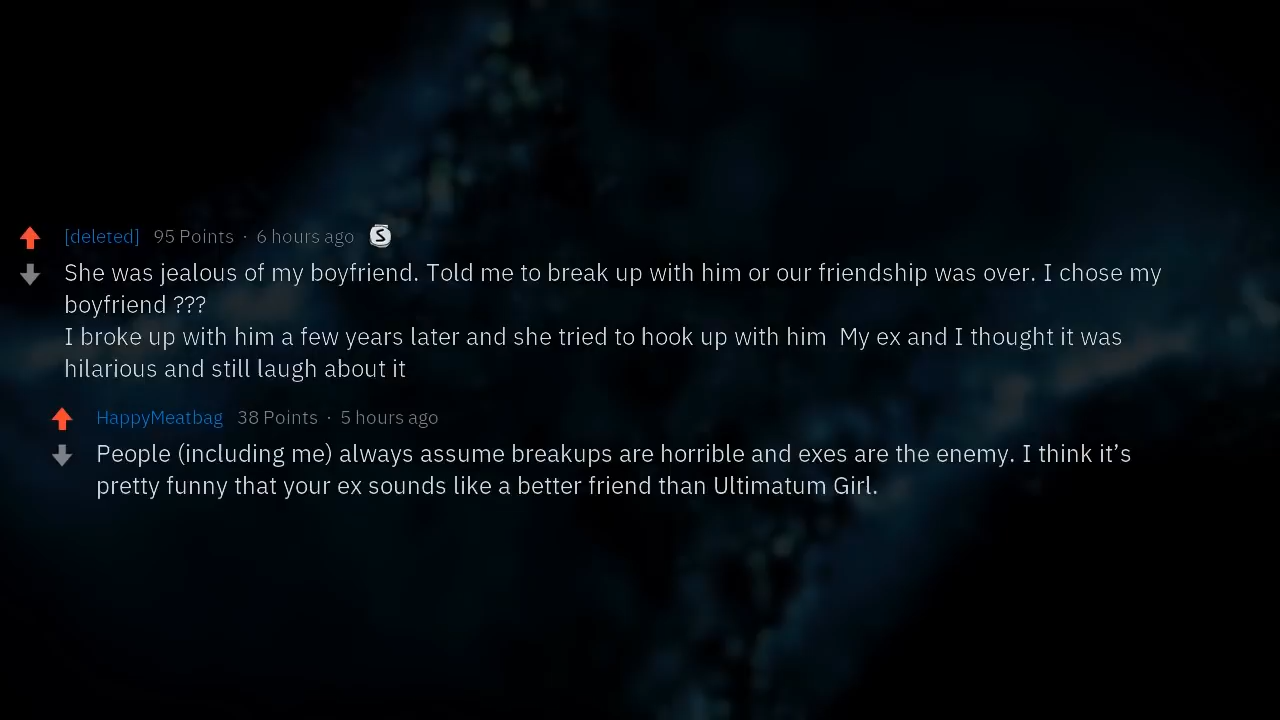 [deleted] 95 Points · 6 hours ago S
She was jealous of my boyfriend. Told me to break up with him or our friendship was over. I chose my
boyfriend ???
I broke up with him a few years later and she tried to hook up with him  My ex and I thought it was
hilarious and still laugh about it
HappyMeatbag 38 Points · 5 hours ago
People (including me) always assume breakups are horrible and exes are the enemy. I think it’s
pretty funny that your ex sounds like a better friend than Ultimatum Girl.